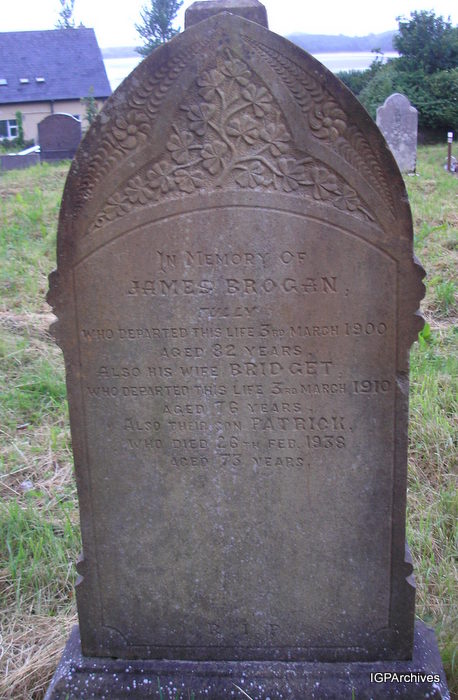 In Memory Of
JAMES BROGAN,
TULLY
WHO DEPARTED THIS LIFE 3RD MARCH 1900
AGED 82 YEARS,
ALSO HIS WIFE BRIDGET,
WHO DEPARTED THIS LIFE 3RD MARCH 1910
AGED 76 YEARS,
ALSO THEIR SON PATRICK,
WHO DIED 26TH FEB. 1938
AGED 73 YEARS.
R I P
IGPArchives